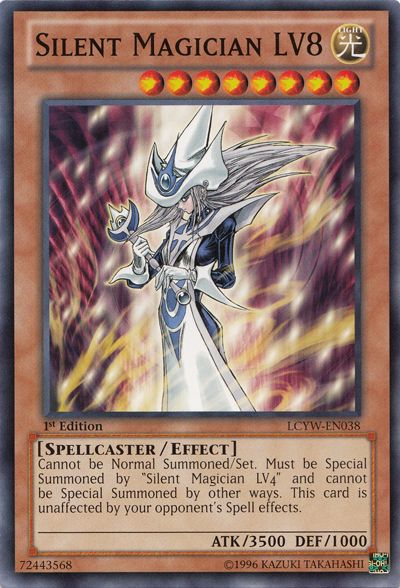 SILENT MAGICIAN LV8
LIGHT
光
1st Edition
LCYW-EN038
[SPELLCASTER / EFFECT]
Cannot be Normal Summoned/Set. Must be Special
Summoned by "Silent Magician LV4" and cannot
be Special Summoned by other ways. This card is
unaffected by your opponent's Spell effects.
ATK/3500 DEF/1000
72443568
©1996 KAZUKI TAKAHASHI